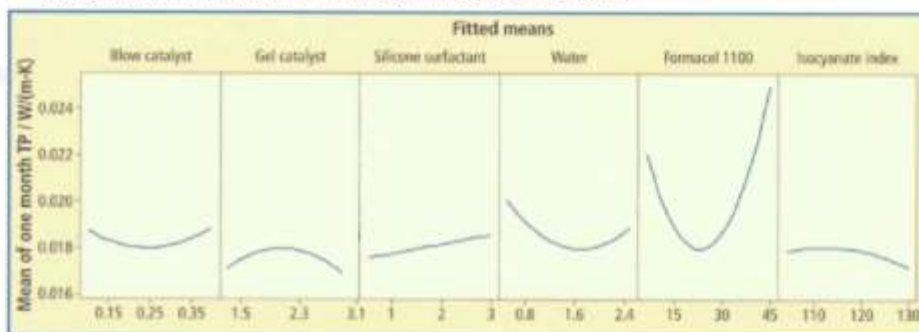 Fitted means
Blow catalyst Gel catalyst Silicone surfactant Water Formacel 1100 Isocyanate index
Mean of one month TP / W/(m·K)
0.024
0.022
0.020
0.018
0.016
0.15 0.25 0.35 1.5 2.3 3.1 1 2 3 0.8 1.6 2.4 15 30 45 110 120 130